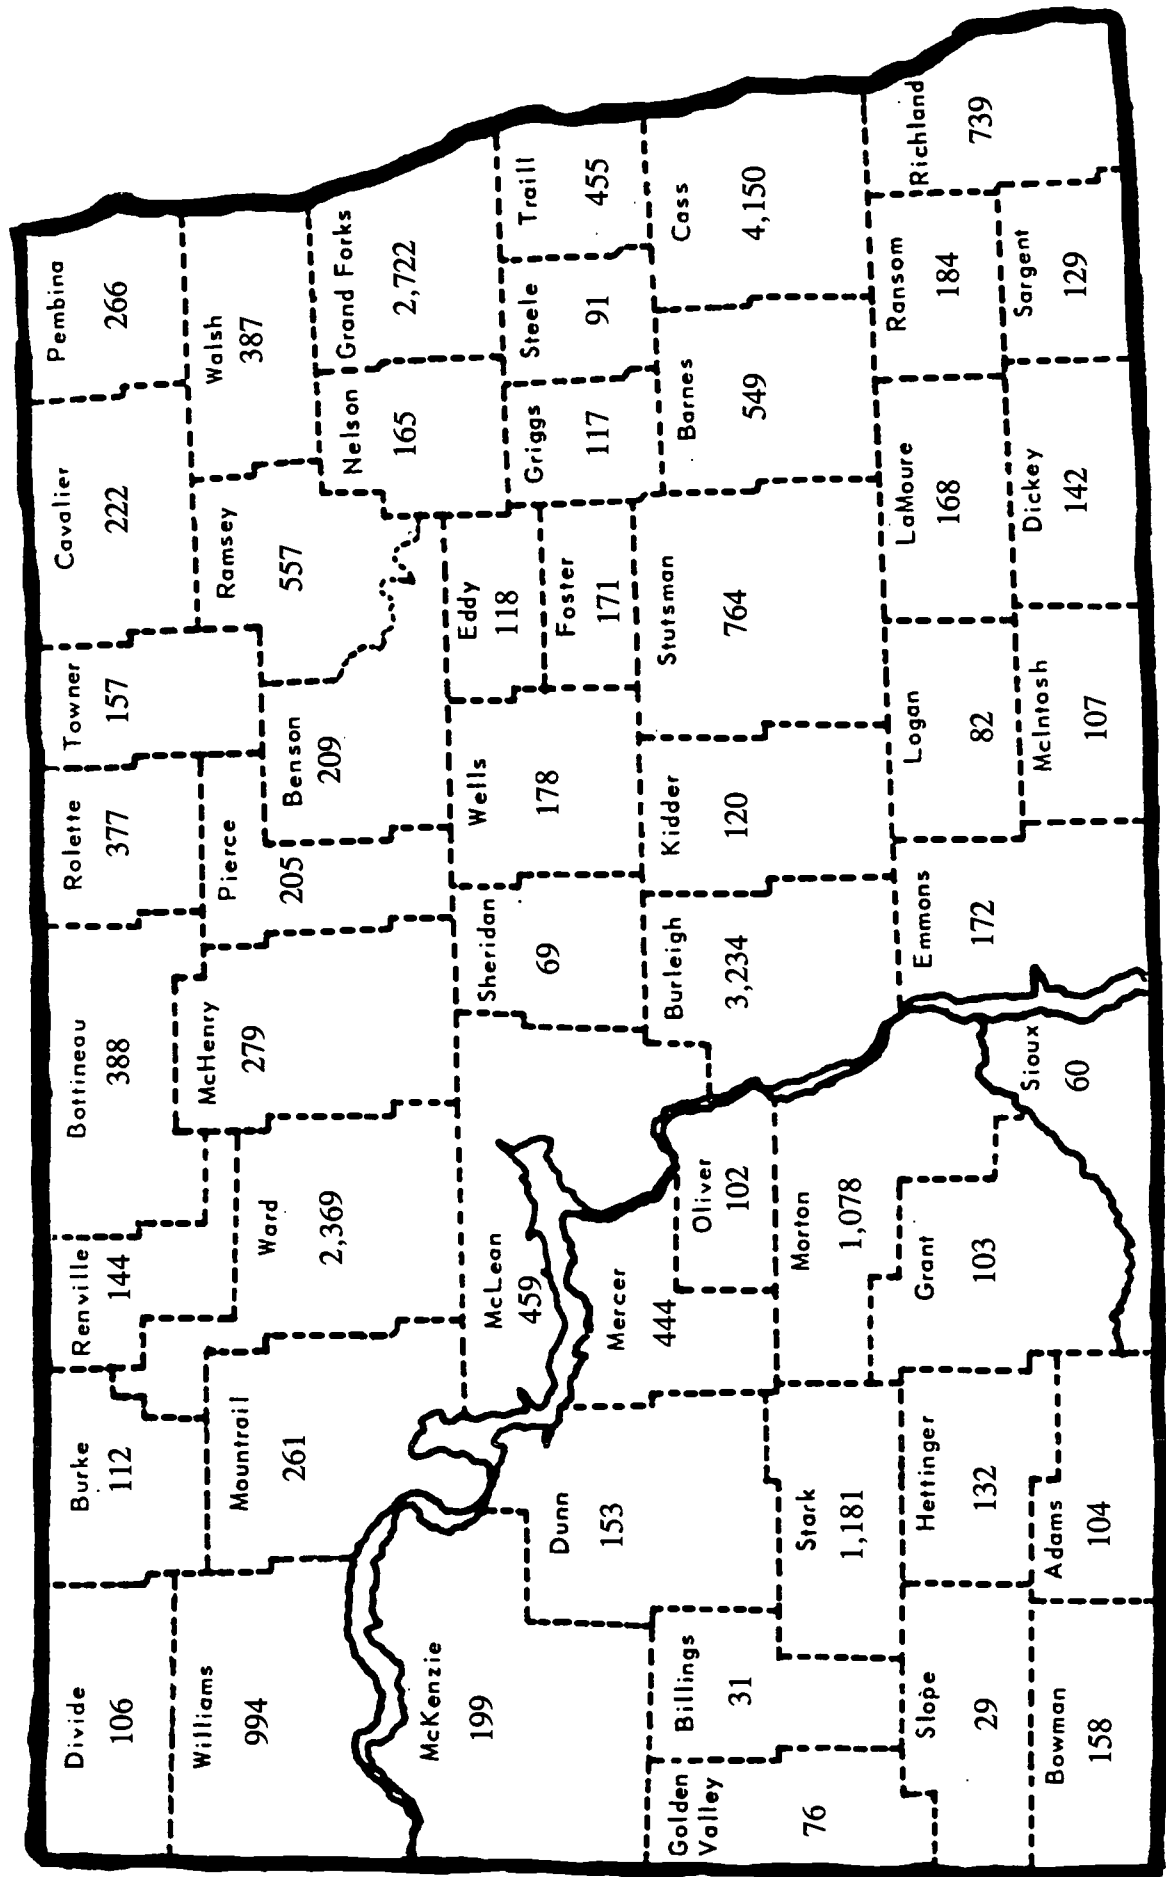 Divide
106
Burke
112
Renville
144
Bottineau
388
Rolette
377
Towner
157
Cavalier
222
Pembina
266
Williams
994
Mountrail
261
Ward
2,369
McHenry
279
Pierce
205
Benson
209
Ramsey
557
Walsh
387
McKenzie
199
McLean
459
Sheridan
69
Wells
178
Eddy
118
Foster
171
Nelson
165
Grand Forks
2,722
Griggs
117
Steele
91
Traill
455
Dunn
153
Mercer
444
Oliver
102
Golden
Valley
76
Billings
31
Stark
1,181
Morton
1,078
Burleigh
3,234
Kidder
120
Stutsman
764
Barnes
549
Cass
4,150
Slope
29
Hettinger
132
Grant
103
Emmons
172
Logan
82
LaMoure
168
Ransom
184
Richland
739
Bowman
158
Adams
104
Sioux
60
McIntosh
107
Dickey
142
Sargent
129